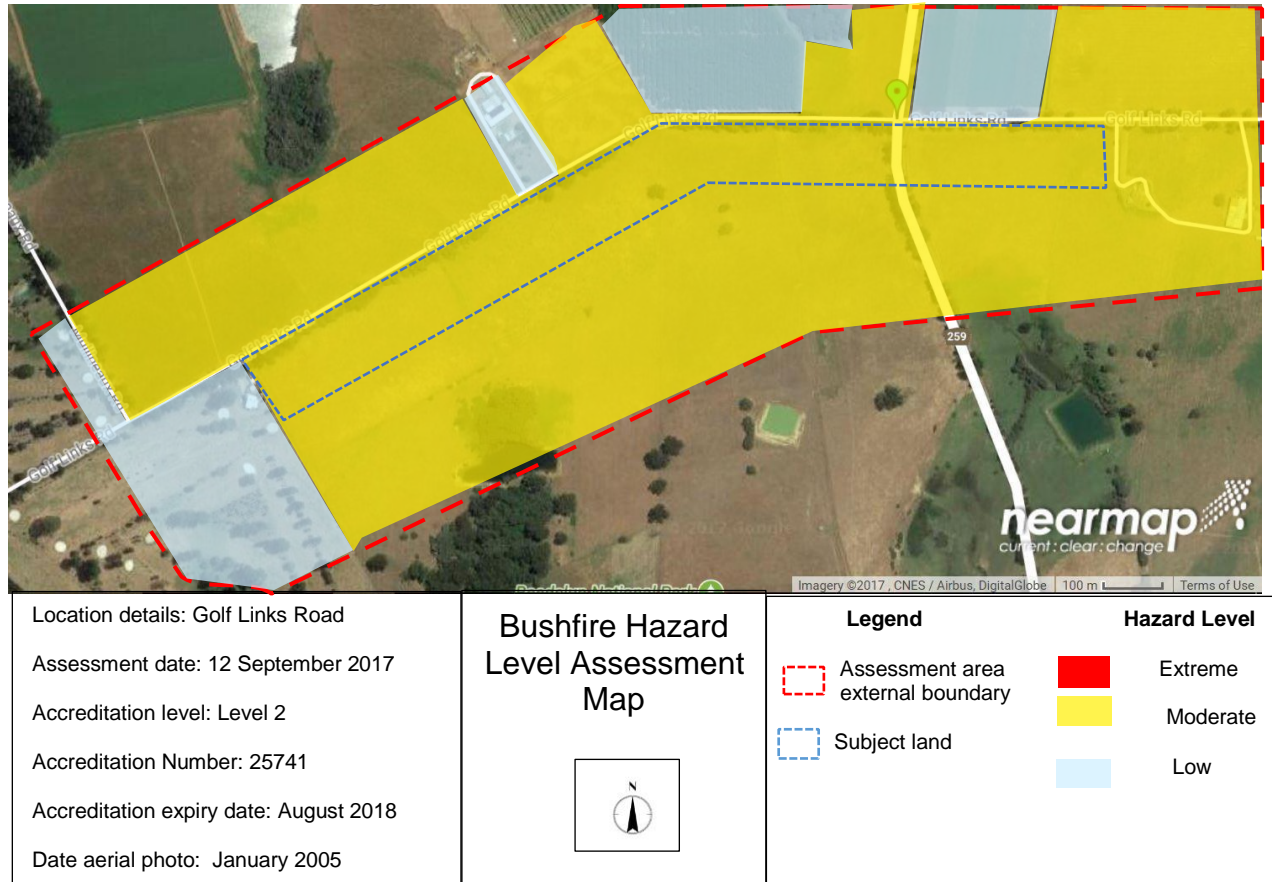 Golf Links Rd
Golf Links Rd
Golf Links Rd
Golf Links Rd
Golf Links Rd
259
Golf Links Rd
nearmap
current : clear : change
Imagery ©2017 , CNES / Airbus, DigitalGlobe
100 m
Terms of Use
Location details: Golf Links Road
Assessment date: 12 September 2017
Accreditation level: Level 2
Accreditation Number: 25741
Accreditation expiry date: August 2018
Date aerial photo: January 2005
Bushfire Hazard
Level Assessment
Map
N
Legend
Assessment area
external boundary
Subject land
Hazard Level
Extreme
Moderate
Low